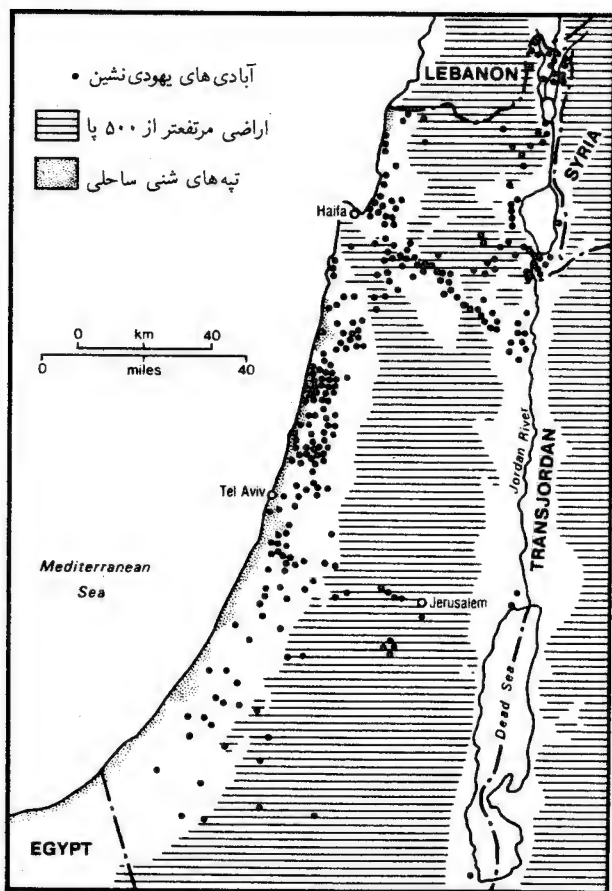 آبادی‌های یهودی‌نشین
اراضی مرتفعتر از ۵۰۰ پا
تپه‌های شنی ساحلی
LEBANON
SYRIA
Haifa
0 km 40
0 40
miles
Jordan River
TRANSJORDAN
Tel Aviv
Mediterranean
Sea
Jerusalem
Dead Sea
EGYPT